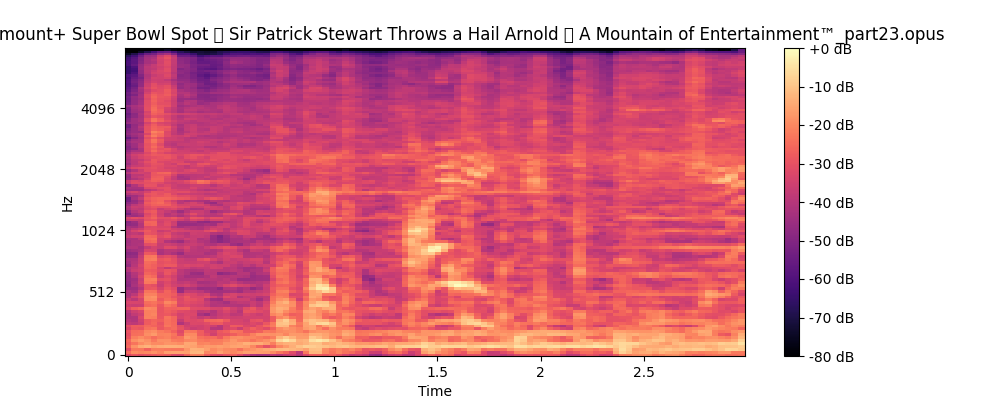 mount+ Super Bowl Spot ▯ Sir Patrick Stewart Throws a Hail Arnold ▯ A Mountain of Entertainment™ part23.opus
4096
2048
1024
512
0
Hz
0
0.5
1
1.5
2
2.5
Time
+0 dB
-10 dB
-20 dB
-30 dB
-40 dB
-50 dB
-60 dB
-70 dB
-80 dB